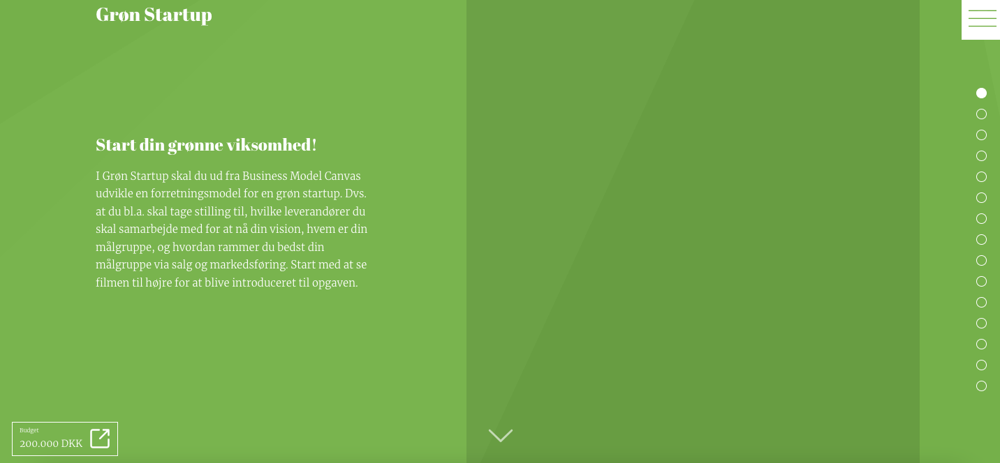 Grøn Startup
Start din grønne viksomhed!
I Grøn Startup skal du ud fra Business Model Canvas
udvikle en forretningsmodel for en grøn startup. Dvs.
at du bl.a. skal tage stilling til, hvilke leverandører du
skal samarbejde med for at nå din vision, hvem er din
målgruppe, og hvordan rammer du bedst din
målgruppe via salg og markedsføring. Start med at se
filmen til højre for at blive introduceret til opgaven.
Budget
200.000 DKK